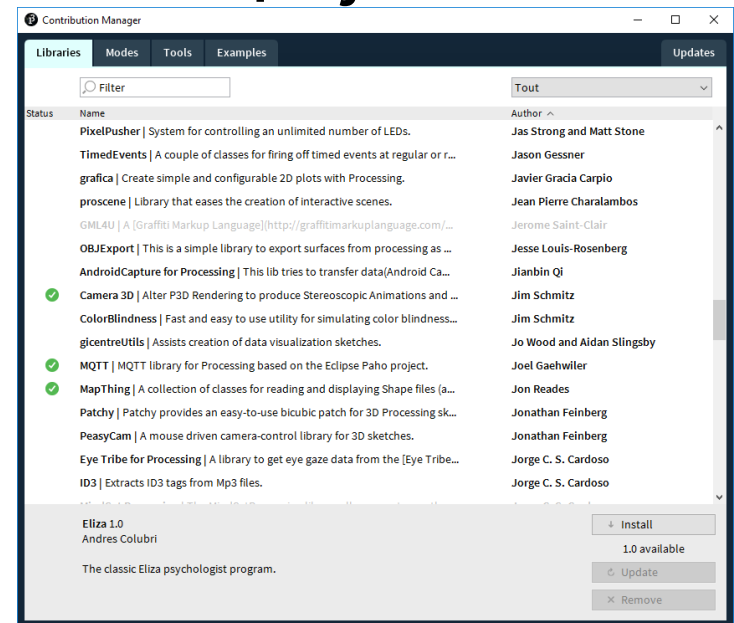 Contribution Manager
Libraries Modes Tools Examples Updates
Filter Tout
Status Name Author
PixelPusher | System for controlling an unlimited number of LEDs. Jas Strong and Matt Stone
TimedEvents | A couple of classes for firing off timed events at regular or r... Jason Gessner
grafica | Create simple and configurable 2D plots with Processing. Javier Gracia Carpio
proscene | Library that eases the creation of interactive scenes. Jean Pierre Charalambos
GML4U | A [Graffiti Markup Language](http://graffitimarkuplanguage.com/... Jerome Saint-Clair
OBJExport | This is a simple library to export surfaces from processing as ... Jesse Louis-Rosenberg
AndroidCapture for Processing | This lib tries to transfer data(Android Ca... Jianbin Qi
Camera 3D | Alter P3D Rendering to produce Stereoscopic Animations and ... Jim Schmitz
ColorBlindness | Fast and easy to use utility for simulating color blindness... Jim Schmitz
gicentreUtils | Assists creation of data visualization sketches. Jo Wood and Aidan Slingsby
MQTT | MQTT library for Processing based on the Eclipse Paho project. Joel Gaehwiler
MapThing | A collection of classes for reading and displaying Shape files (a... Jon Reades
Patchy | Patchy provides an easy-to-use bicubic patch for 3D Processing sk... Jonathan Feinberg
PeasyCam | A mouse driven camera-control library for 3D sketches. Jonathan Feinberg
Eye Tribe for Processing | A library to get eye gaze data from the [Eye Tribe... Jorge C. S. Cardoso
ID3 | Extracts ID3 tags from Mp3 files. Jorge C. S. Cardoso
Eliza 1.0
Andres Colubri
The classic Eliza psychologist program.
Install
1.0 available
Update
Remove